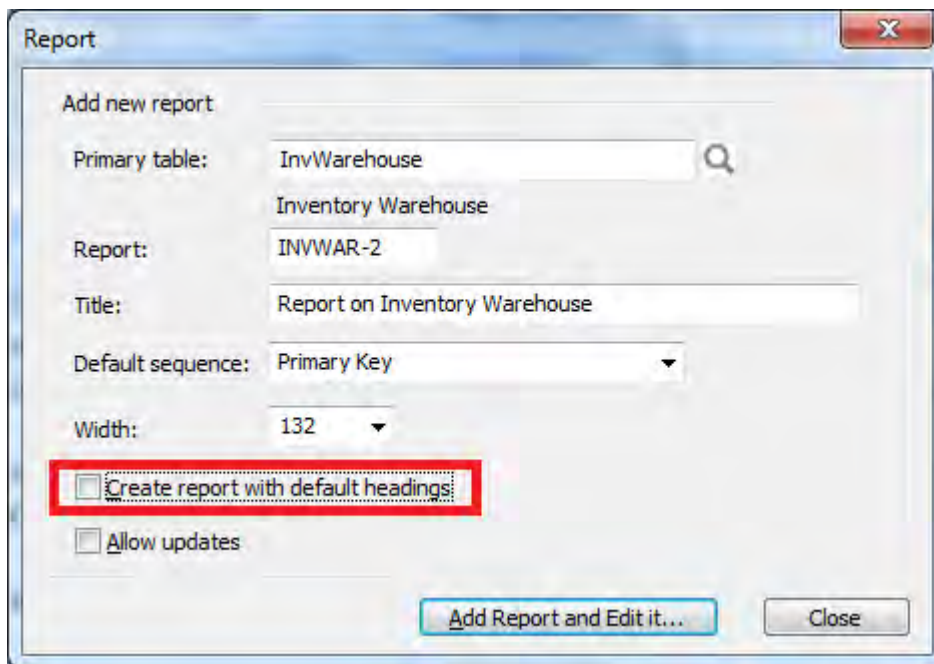 Report
Add new report
Primary table: InvWarehouse
Inventory Warehouse
Report: INVWAR-2
Title: Report on Inventory Warehouse
Default sequence: Primary Key
Width: 132
Create report with default headings
Allow updates
Add Report and Edit it... Close